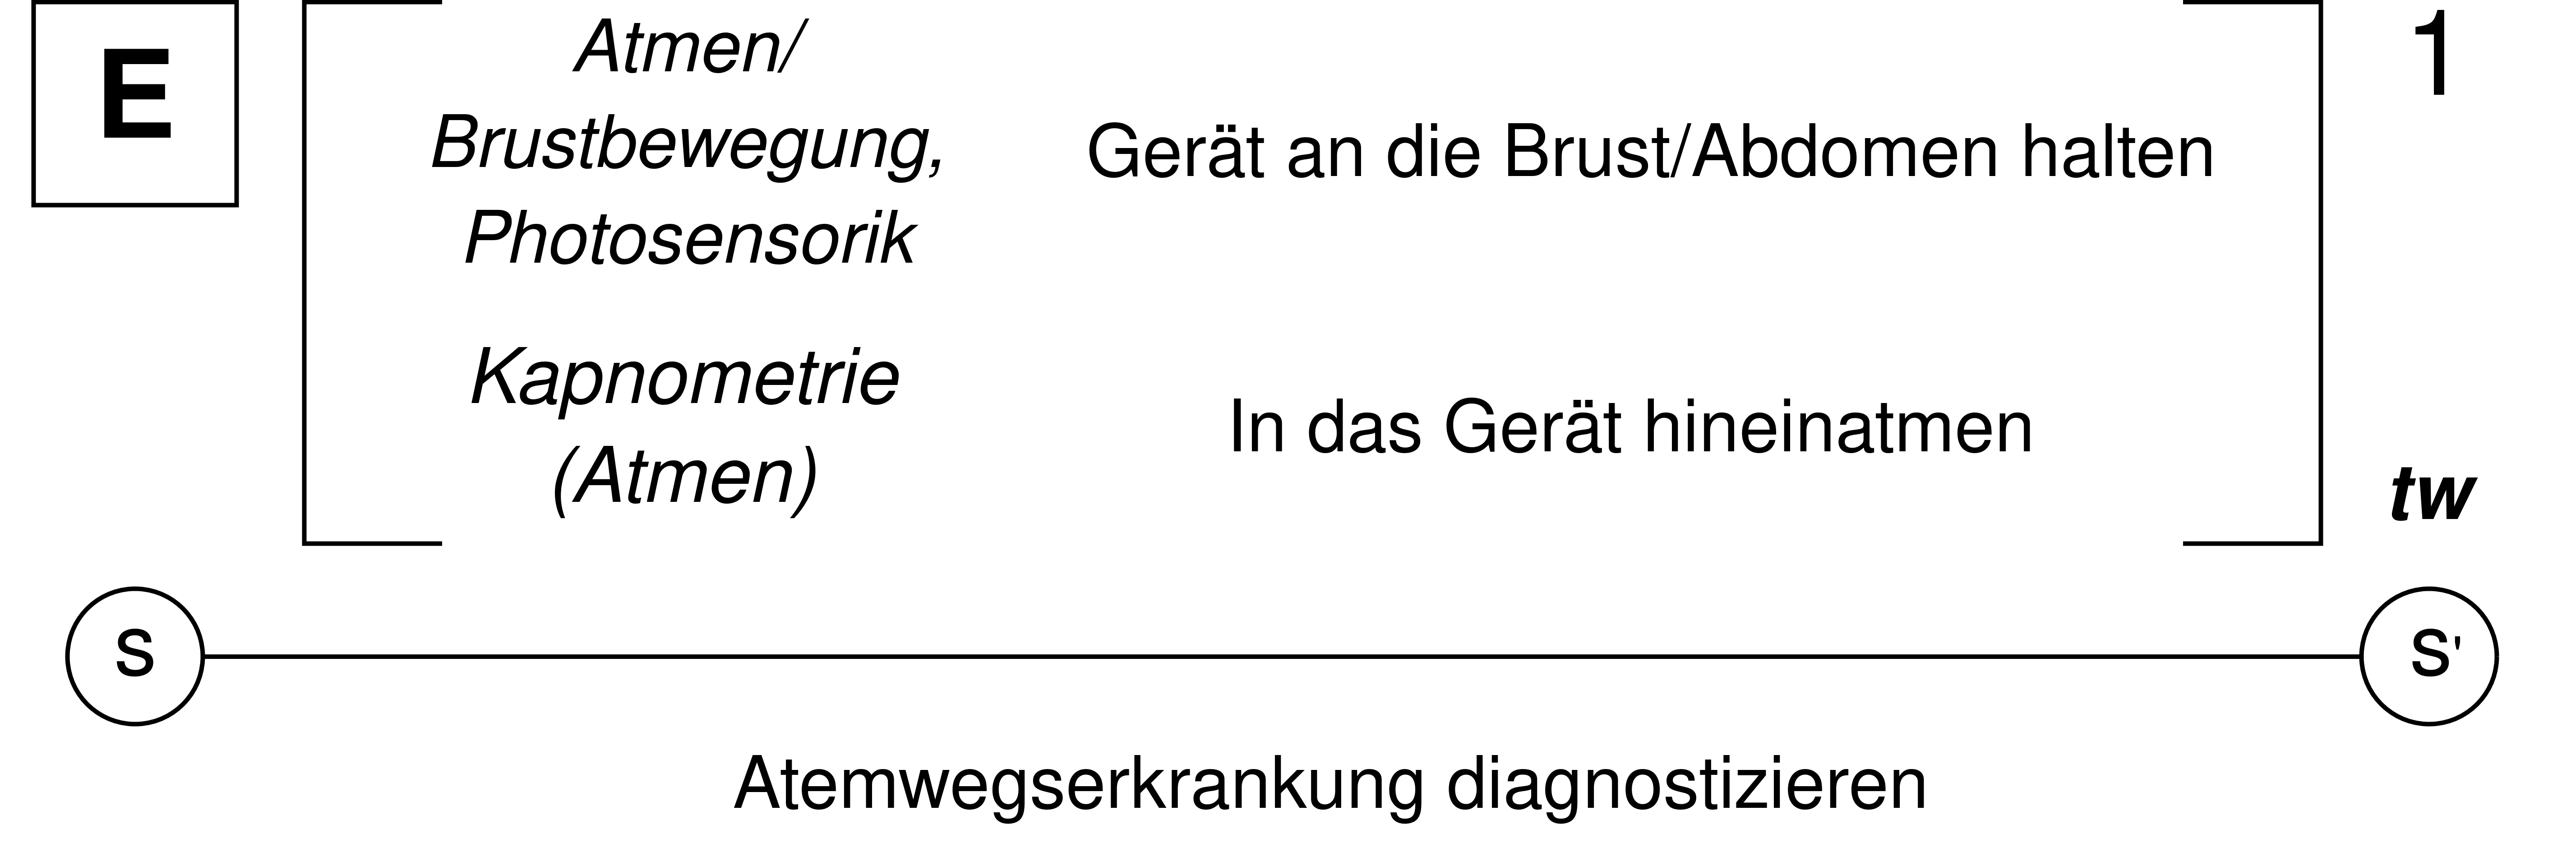 E
Atmen/
Brustbewegung,
Photosensorik
Gerät an die Brust/Abdomen halten
1
Kapnometrie
(Atmen)
In das Gerät hineinatmen
tw
S
S'
Atemwegserkrankung diagnostizieren